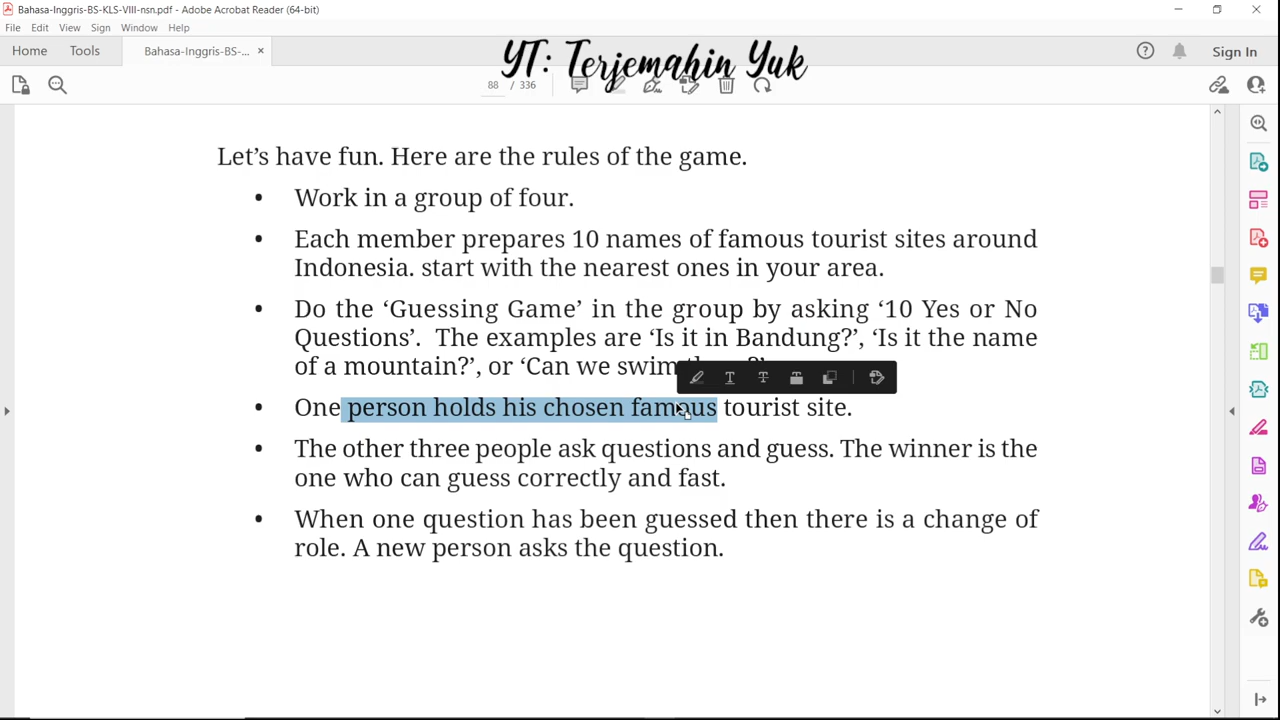 Bahasa-Inggris-BS-KLS-VIII-nsn.pdf - Adobe Acrobat Reader (64-bit)
File Edit View Sign Window Help
Home Tools Bahasa-Inggris-BS-... × Sign In
YT: Terjemahin Yuk
88 / 336
Let’s have fun. Here are the rules of the game.
• Work in a group of four.
• Each member prepares 10 names of famous tourist sites around
Indonesia. start with the nearest ones in your area.
• Do the ‘Guessing Game’ in the group by asking ‘10 Yes or No
Questions’. The examples are ‘Is it in Bandung?’, ‘Is it the name
of a mountain?’, or ‘Can we swim
• One person holds his chosen famous tourist site.
• The other three people ask questions and guess. The winner is the
one who can guess correctly and fast.
• When one question has been guessed then there is a change of
role. A new person asks the question.